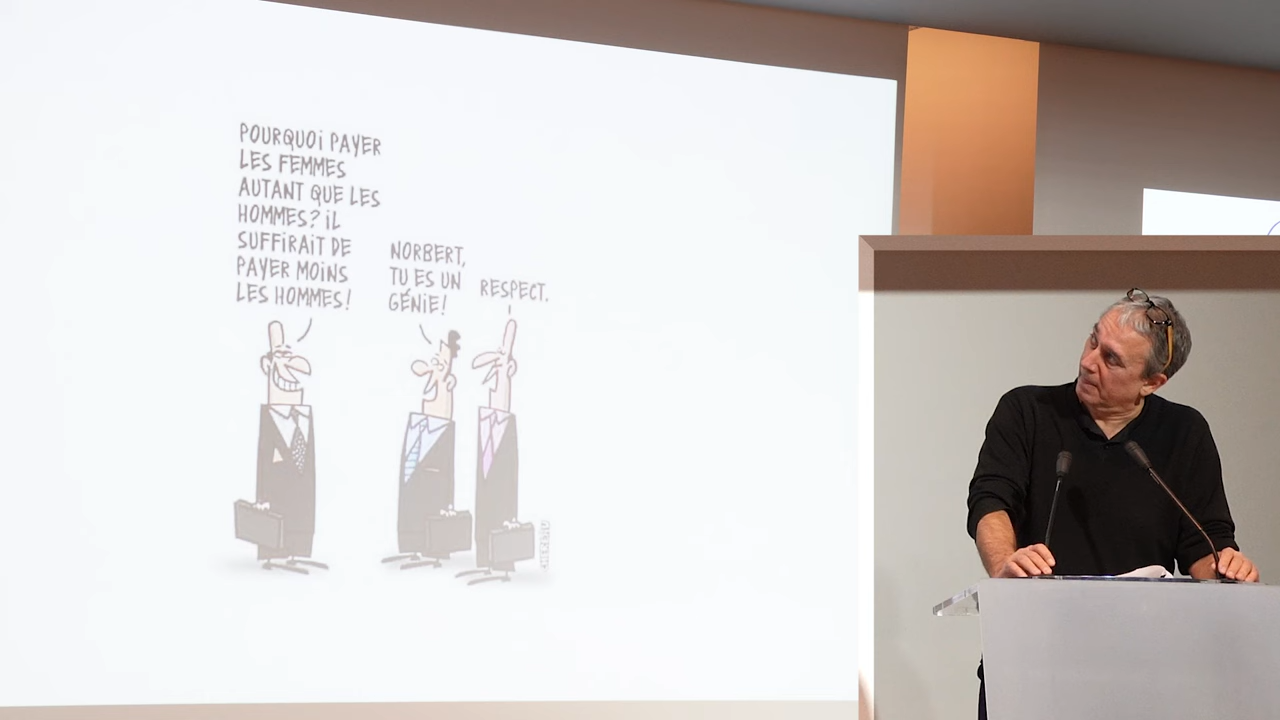 POURQUOi PAYER
LES FEMMES
AUTANT QUE LES
HOMMES? iL
SUFFiRAiT DE
PAYER MOiNS
LES HOMMES!
NORBERT,
TU ES UN
GÉNiE!
RESPECT.